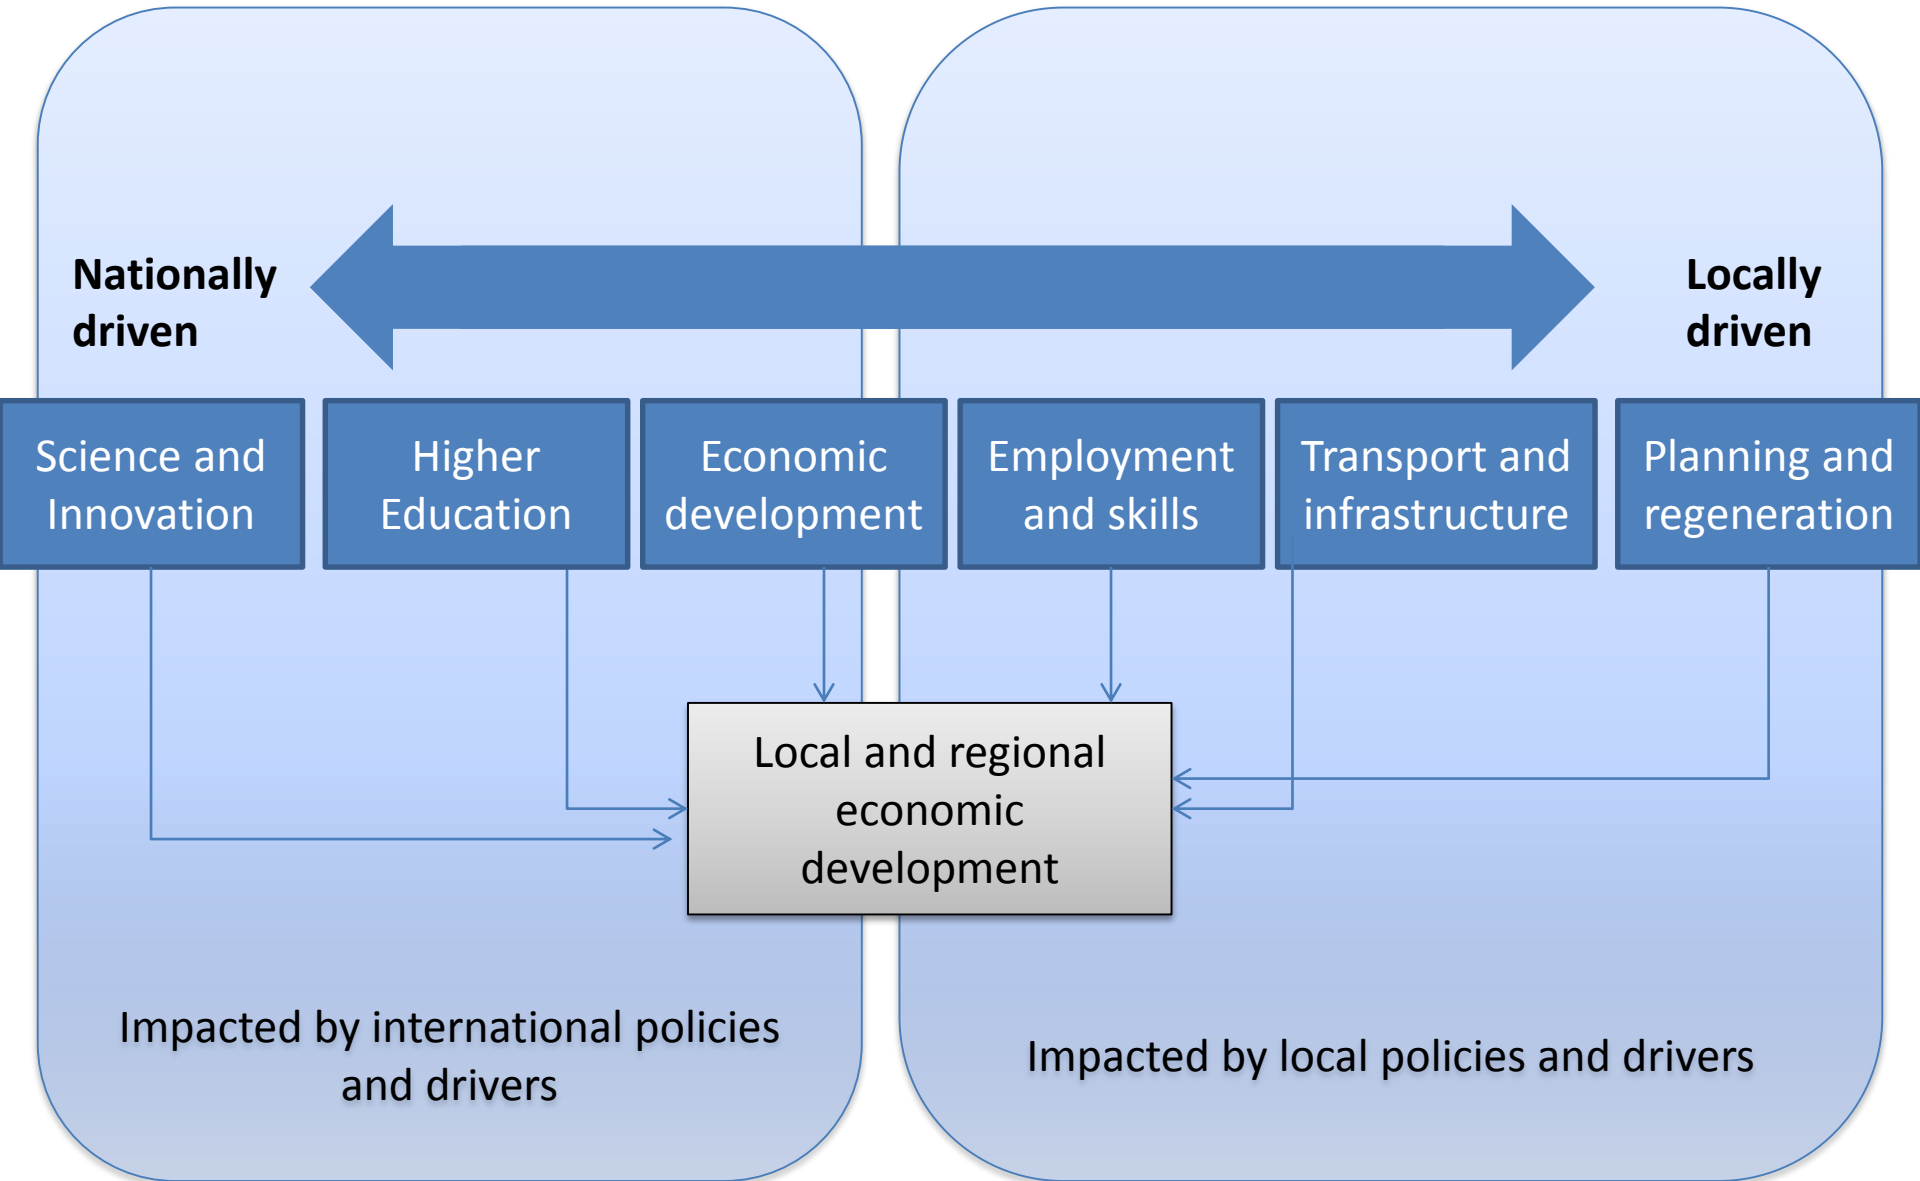 Nationally
driven
Locally
driven
Science and
Innovation
Higher
Education
Economic
development
Employment
and skills
Transport and
infrastructure
Planning and
regeneration
Local and regional
economic
development
Impacted by international policies
and drivers
Impacted by local policies and drivers